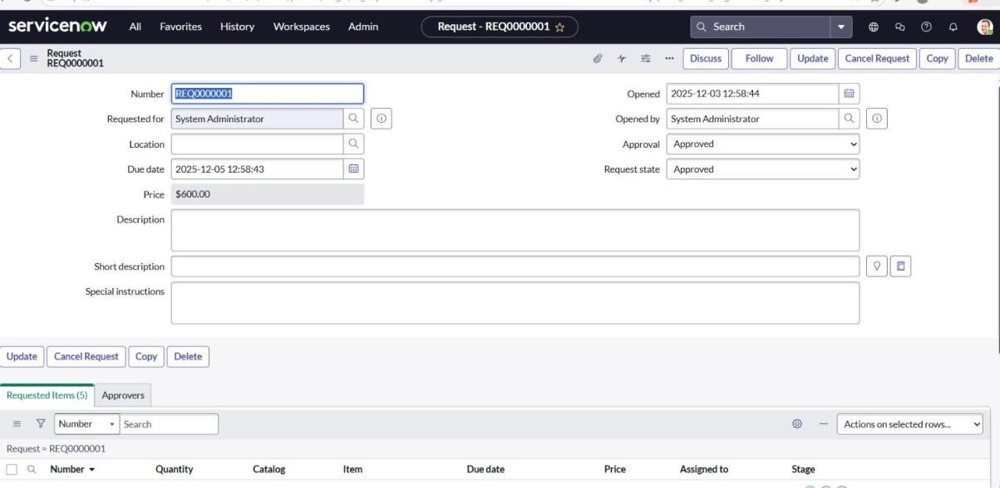 servicenow All Favorites History Workspaces Admin Request - REQ0000001 Search
Request
REQ0000001
Discuss Follow Update Cancel Request Copy Delete
Number REQ0000001 Opened 2025-12-03 12:58:44
Requested for System Administrator Opened by System Administrator
Location Approval Approved
Due date 2025-12-05 12:58:43 Request state Approved
Price $600.00
Description
Short description
Special instructions
Update Cancel Request Copy Delete
Requested Items (5) Approvers
Number Search Actions on selected rows...
Request = REQ0000001
Number Quantity Catalog Item Due date Price Assigned to Stage